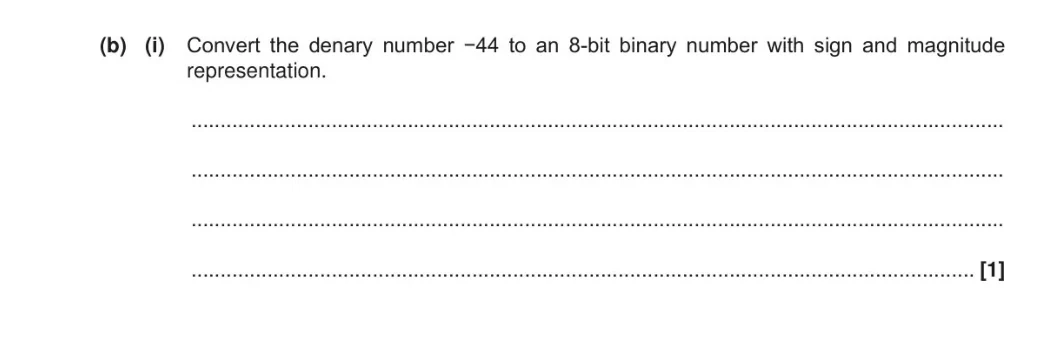 (b) (i) Convert the denary number −44 to an 8-bit binary number with sign and magnitude
representation.
[1]